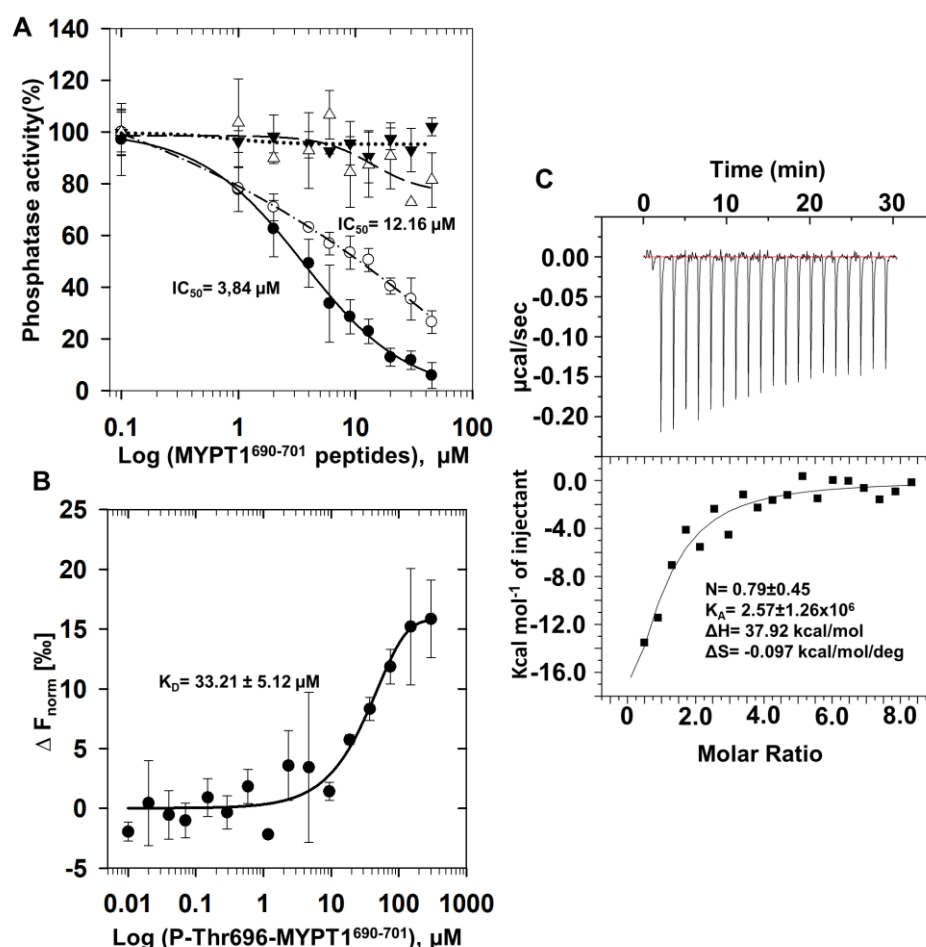 A
140
120
100
80
60
40
20
0
Phosphatase activity(%)
IC50= 12.16 µM
IC50= 3,84 µM
0.1 1 10 100
Log (MYPT1690-701 peptides), µM
B
25
20
15
10
5
0
-5
△ Fnorm [‰]
KD= 33.21 ± 5.12 µM
0.01 0.1 1 10 100 1000
Log (P-Thr696-MYPT1690-701), µM
C
Time (min)
0 5 10 15 20 25 30
0.00
-0.05
-0.10
-0.15
-0.20
µcal/sec
0.0
-4.0
-8.0
-12.0
-16.0
Kcal mol-1 of injectant
N= 0.79±0.45
KA= 2.57±1.26x106
ΔH= 37.92 kcal/mol
ΔS= -0.097 kcal/mol/deg
0 2.0 4.0 6.0 8.0
Molar Ratio